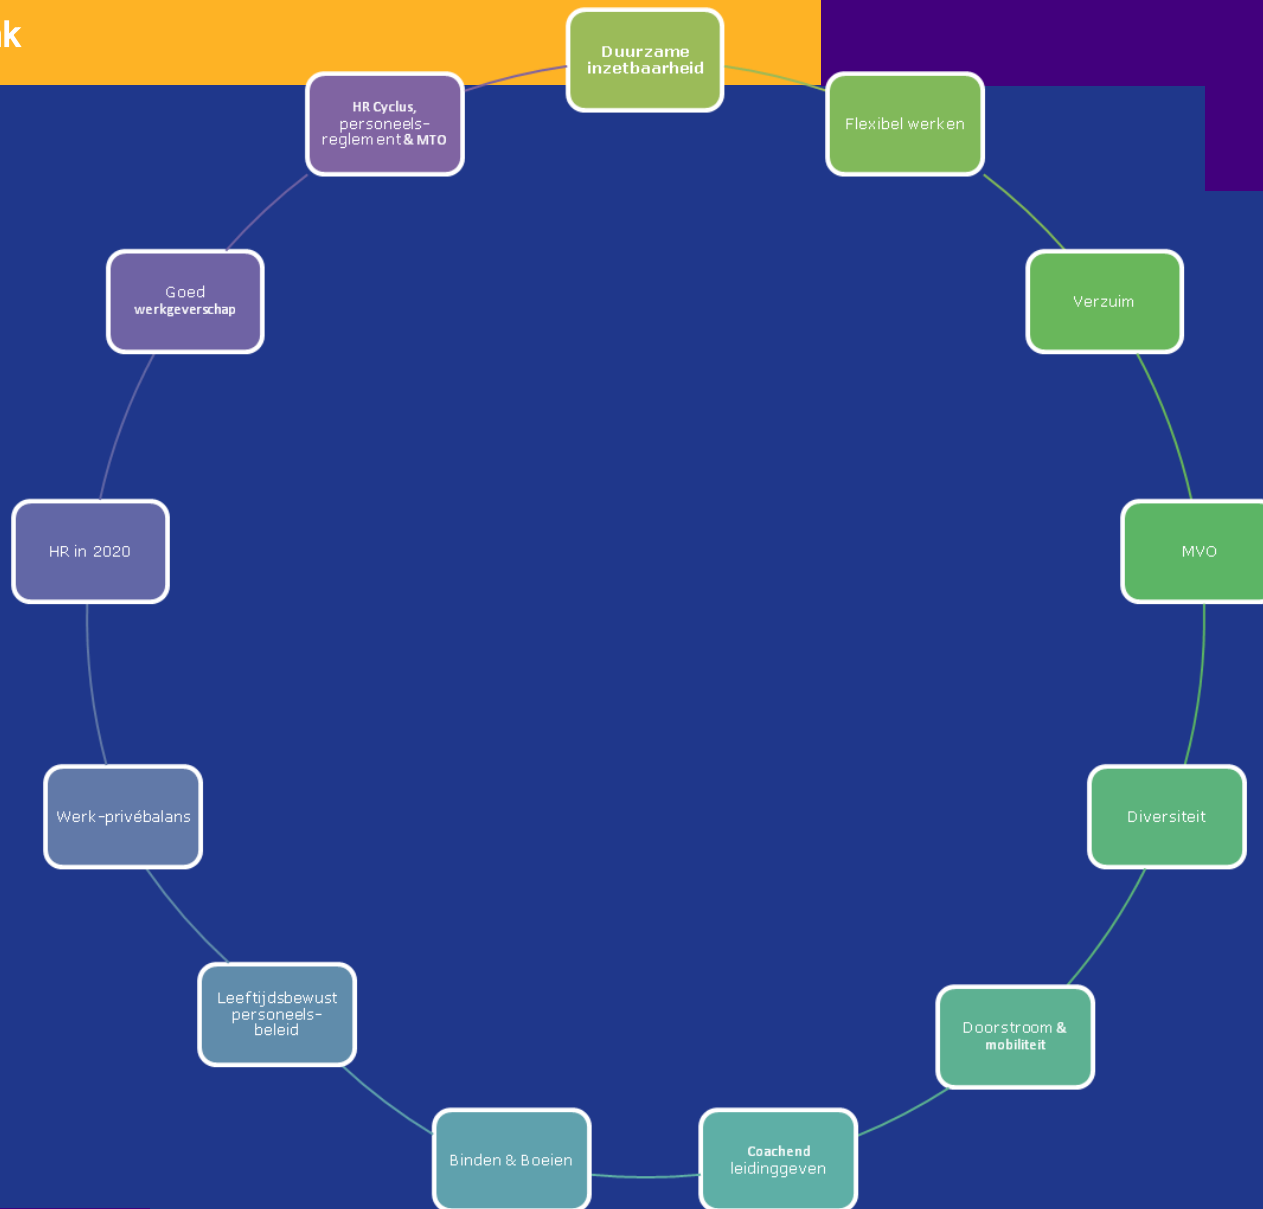 Duurzame
inzetbaarheid
Flexibel werken
Verzuim
MVO
Diversiteit
Doorstroom &
mobiliteit
Coachend
leidinggeven
Binden & Boeien
Leeftijdsbewust
personeels-
beleid
Werk-privébalans
HR in 2020
Goed
werkgeverschap
HR Cyclus,
personeels-
reglement & MTO